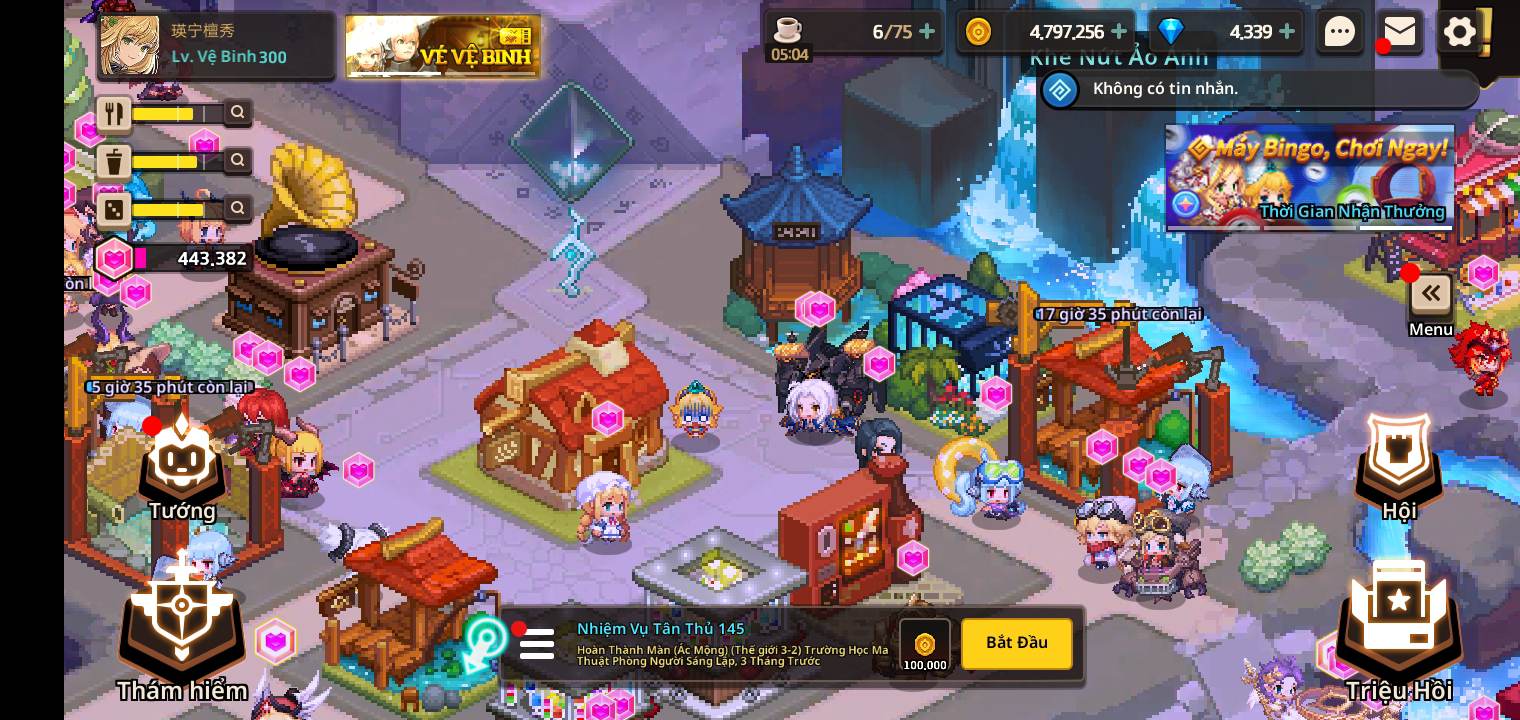 瑛宁檀秀
Lv. Vệ Binh 300
VÉ VỆ BINH
6/75
05:04
4,797,256
4,339
Khe Nứt Ảo Ảnh
Không có tin nhắn.
Máy Bingo, Chơi Ngay!
Thời Gian Nhận Thưởng
443.382
òn l
17 giờ 35 phút còn lại
Menu
5 giờ 35 phút còn lại
Tướng
Hội
Nhiệm Vụ Tân Thủ 145
Hoàn Thành Màn (Ác Mộng) (Thế giới 3-2) Trường Học Ma
Thuật Phòng Người Sáng Lập, 3 Tháng Trước
100,000
Bắt Đầu
Thám hiểm
Triệu Hồi